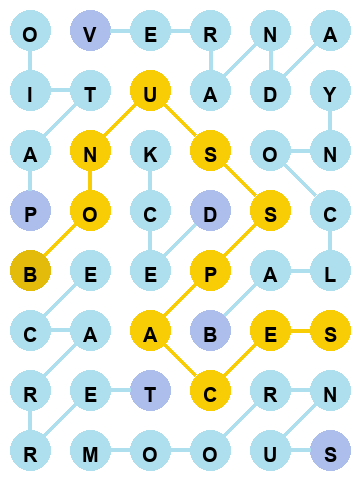 O V E R N A
I T U A D Y
A N K S O N
P O C D S C
B E E P A L
C A A B E S
R E T C R N
R M O O U S